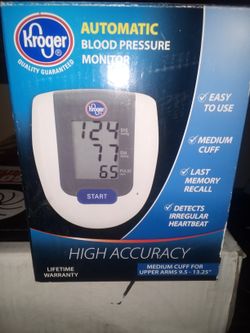 Kroger
QUALITY GUARANTEED
AUTOMATIC
BLOOD PRESSURE
MONITOR
EASY TO
USE
MEDIUM
CUFF
LAST
MEMORY
RECALL
DETECTS
IRREGULAR
HEARTBEAT
Kroger
124
77
65
START
HIGH ACCURACY
LIFETIME
WARRANTY
MEDIUM CUFF FOR
UPPER ARMS 9.5 - 13.25"